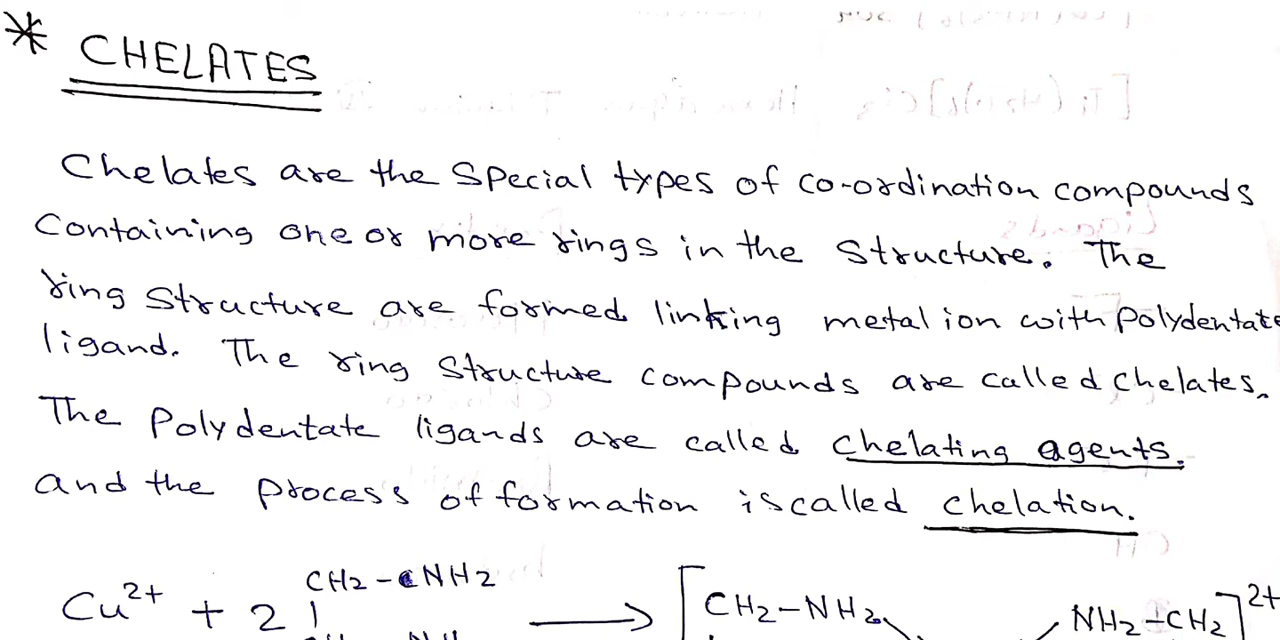 * CHELATES
Chelates are the special types of co-ordination compounds
containing one or more rings in the structure. The
ring structure are formed linking metal ion with polydentate
ligand. The ring structure compounds are called chelates.
The polydentate ligands are called chelating agents.
and the process of formation is called chelation.
CH2-NH2
Cu2+ + 2 | → [CH2-NH2 NH2-CH2]2+